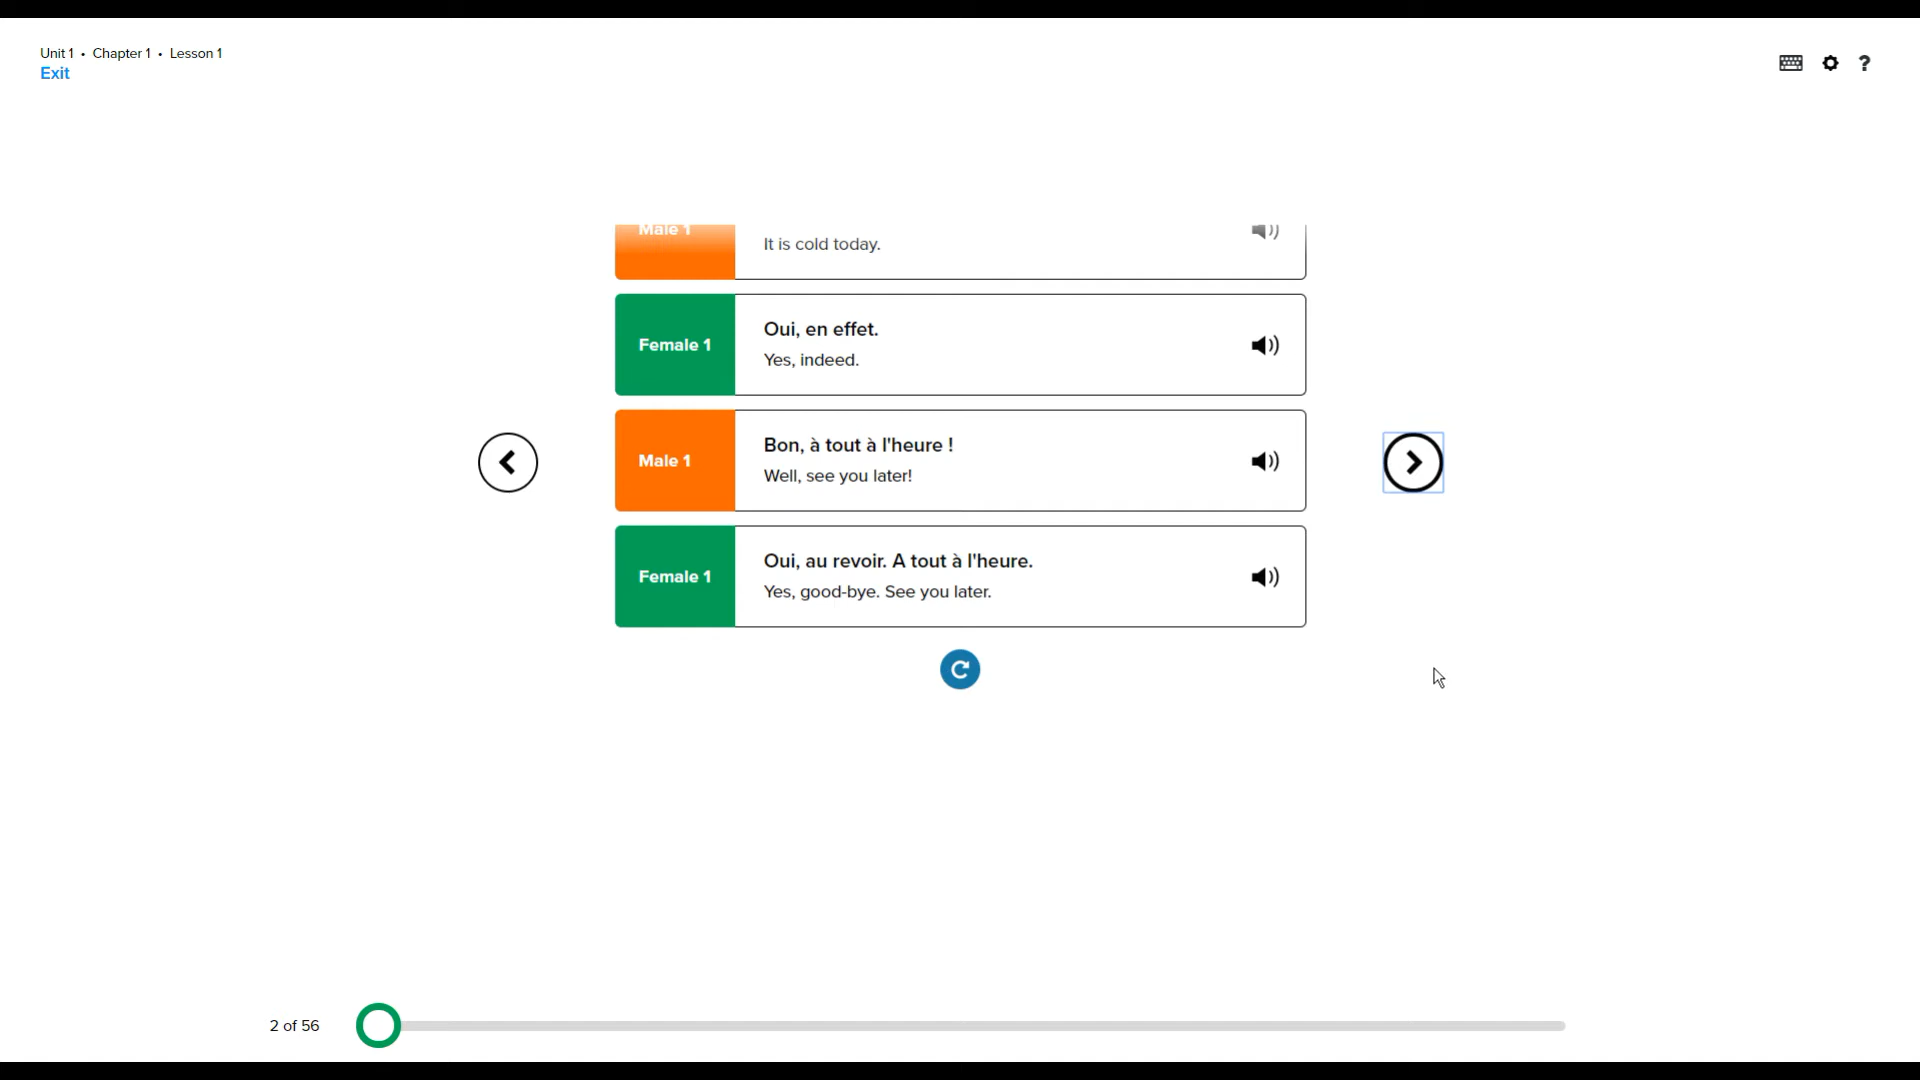 Unit 1 • Chapter 1 • Lesson 1
Exit
?
Male 1
It is cold today.
Female 1
Oui, en effet.
Yes, indeed.
Male 1
Bon, à tout à l'heure !
Well, see you later!
Female 1
Oui, au revoir. A tout à l'heure.
Yes, good-bye. See you later.
2 of 56